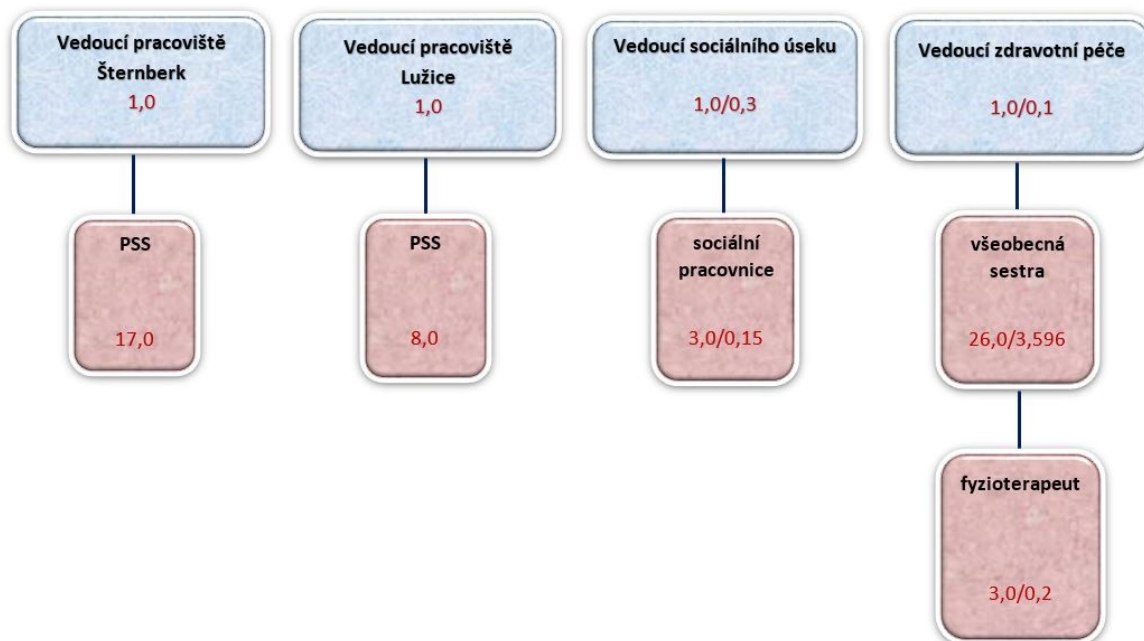 Vedoucí pracoviště
Šternberk
1,0
Vedoucí pracoviště
Lužice
1,0
Vedoucí sociálního úseku
1,0/0,3
Vedoucí zdravotní péče
1,0/0,1
PSS
17,0
PSS
8,0
sociální
pracovnice
3,0/0,15
všeobecná
sestra
26,0/3,596
fyzioterapeut
3,0/0,2